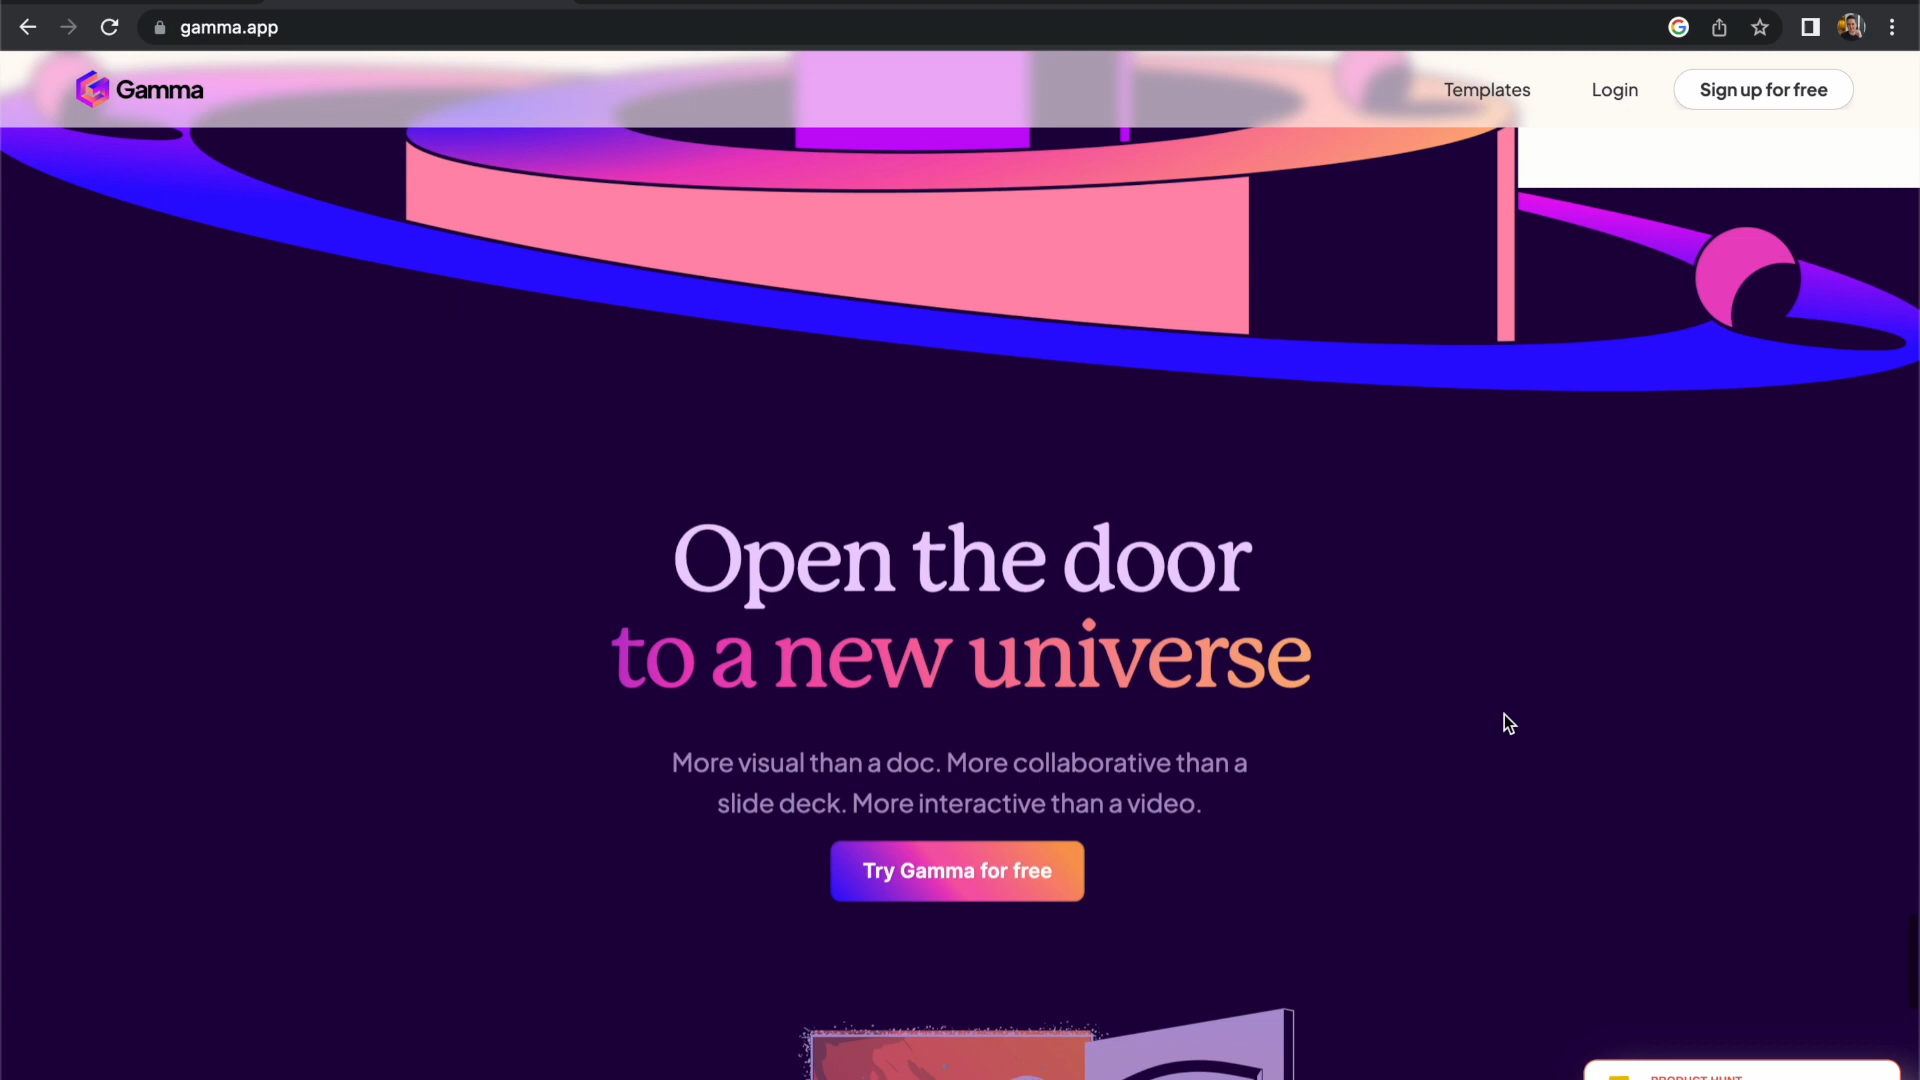 gamma.app
Gamma
Templates
Login
Sign up for free
Open the door
to a new universe
More visual than a doc. More collaborative than a
slide deck. More interactive than a video.
Try Gamma for free
PRODUCT HUNT